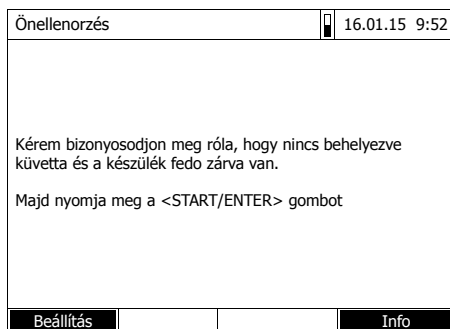 Önellenorzés 16.01.15 9:52
Kérem bizonyosodjon meg róla, hogy nincs behelyezve
küvetta és a készülék fedo zárva van.
Majd nyomja meg a <START/ENTER> gombot
Beállítás Info